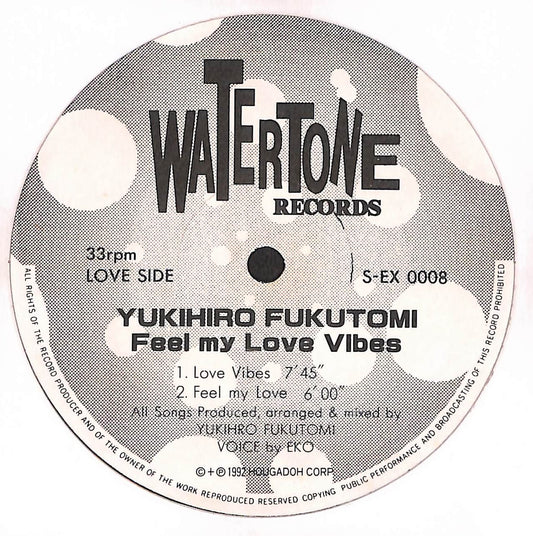 WATERTONE
RECORDS
33rpm
LOVE SIDE
S-EX 0008
YUKIHIRO FUKUTOMI
Feel my Love Vibes
1. Love Vibes 7'45"
2. Feel my Love 6'00"
All Songs Produced, arranged & mixed by
YUKIHRO FUKUTOMI
VOICE by EKO
©+℗ 1992 HOUGADOH CORP.
ALL RIGHTS OF THE RECORD PRODUCER AND OF THE OWNER OF THE WORK REPRODUCED RESERVED COPYING PUBLIC PERFORMANCE AND BROADCASTING OF THIS RECORD PROHIBITED